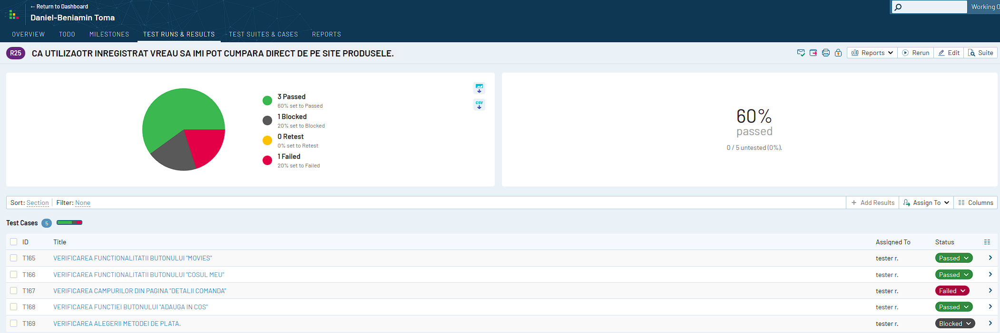 ← Return to Dashboard
Daniel-Beniamin Toma
Working O
OVERVIEW TODO MILESTONES TEST RUNS & RESULTS TEST SUITES & CASES REPORTS
R25 CA UTILIZAOTR INREGISTRAT VREAU SA IMI POT CUMPARA DIRECT DE PE SITE PRODUSELE.
Reports Rerun Edit Suite
3 Passed
60% set to Passed
1 Blocked
20% set to Blocked
0 Retest
0% set to Retest
1 Failed
20% set to Failed
CSV
60%
passed
0 / 5 untested (0%).
Sort: Section Filter: None
+ Add Results Assign To Columns
Test Cases 5
ID Title Assigned To Status
T165 VERIFICAREA FUNCTIONALITATII BUTONULUI "MOVIES" tester r. Passed
T166 VERIFICAREA FUNCTIONALITATII BUTONULUI "COSUL MEU" tester r. Passed
T167 VERIFICAREA CAMPURILOR DIN PAGINA "DETALII COMANDA" tester r. Failed
T168 VERIFICAREA FUNCTIEI BUTONULUI "ADAUGA IN COS" tester r. Passed
T169 VERIFICAREA ALEGERII METODEI DE PLATA. tester r. Blocked